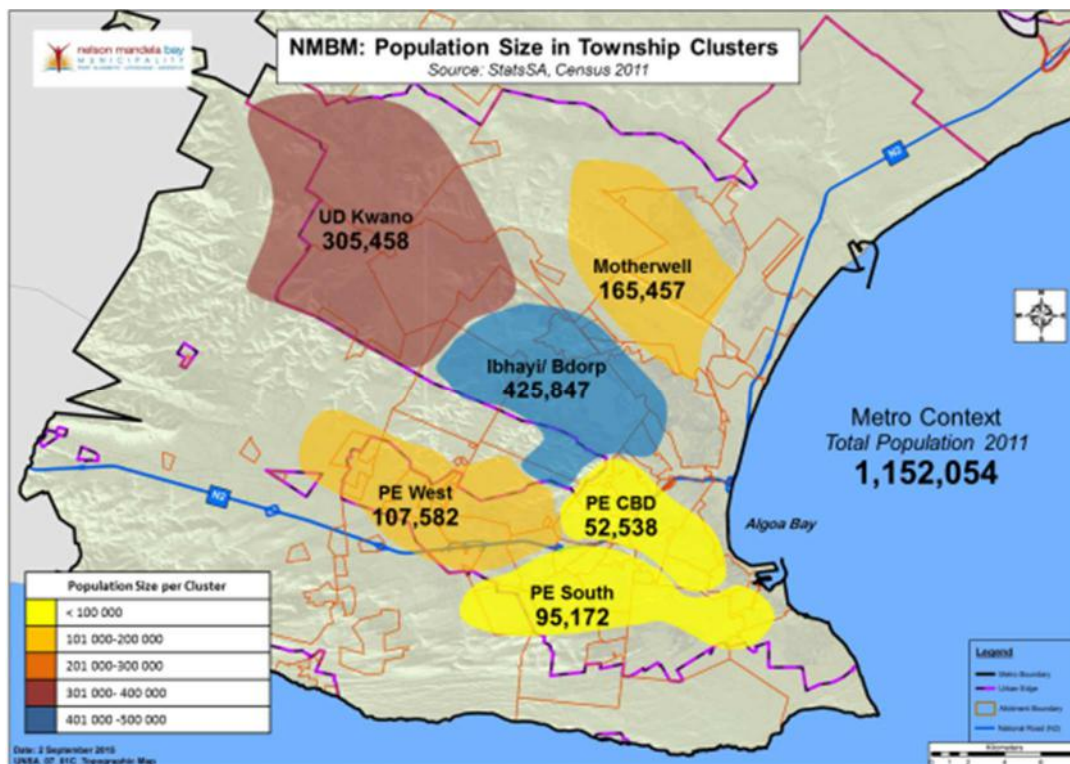 nelson mandela bay
MUNICIPALITY
NMBM: Population Size in Township Clusters
Source: StatsSA, Census 2011
N2
UD Kwano
305,458
Motherwell
165,457
Ibhayi/ Bdorp
425,847
Metro Context
Total Population 2011
1,152,054
N2
PE West
107,582
PE CBD
52,538
Algoa Bay
PE South
95,172
Population Size per Cluster
< 100 000
101 000-200 000
201 000-300 000
301 000- 400 000
401 000 -500 000
Legend
Metro Boundary
Urban Edge
Allotment Boundary
National Road (N2)
Kilometers
Date: 2 September 2015